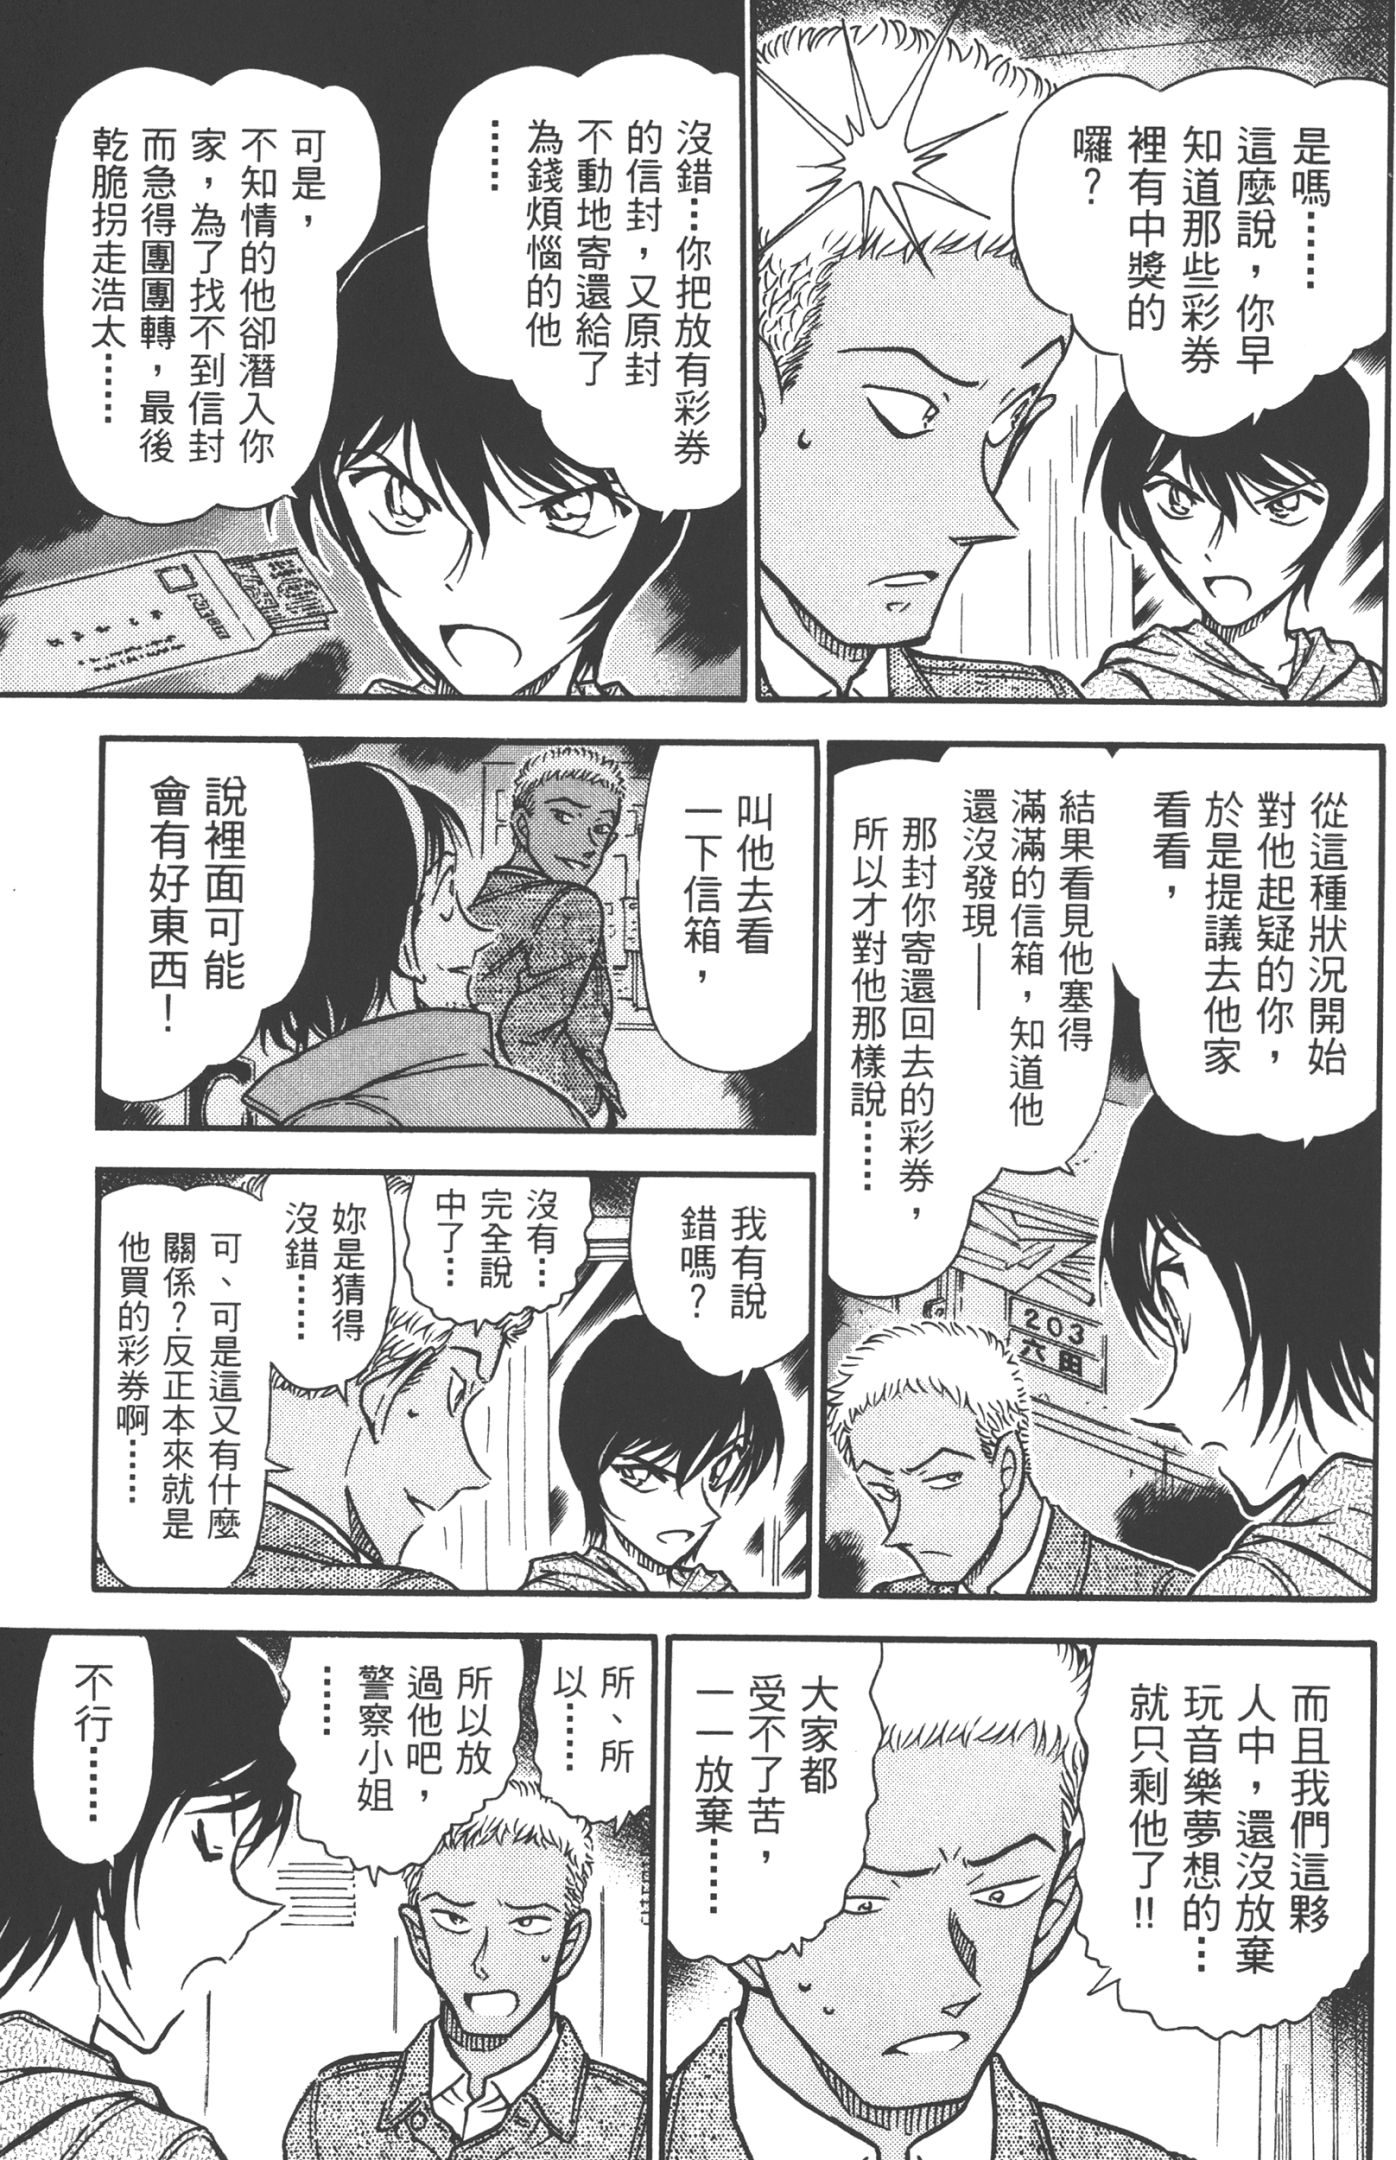 是嗎……
這麼說，你早
知道那些彩券
裡有中獎的
囉？
沒錯…你把放有彩券
的信封，又原封
不動地寄還給了
為錢煩惱的他
……
可是，
不知情的他卻潛入你
家，為了找不到信封
而急得團團轉，最後
乾脆拐走浩太……
從這種狀況開始
對他起疑的你，
於是提議去他家
看看，
結果看見他塞得
滿滿的信箱，知道他
還沒發現——
那封你寄還回去的彩券，
所以才對他那樣說……
203
六田
叫他去看
一下信箱，
說裡面可能
會有好東西！
我有說
錯嗎？
沒有…
完全說
中了…
妳是猜得
沒錯……
可、可是這又有什麼
關係？反正本來就是
他買的彩券啊……
而且我們這夥
人中，還沒放棄
玩音樂夢想的…
就只剩他了!!
大家都
受不了苦，
一一放棄……
所、所
以……
所以放
過他吧，
警察小姐
……
不行……